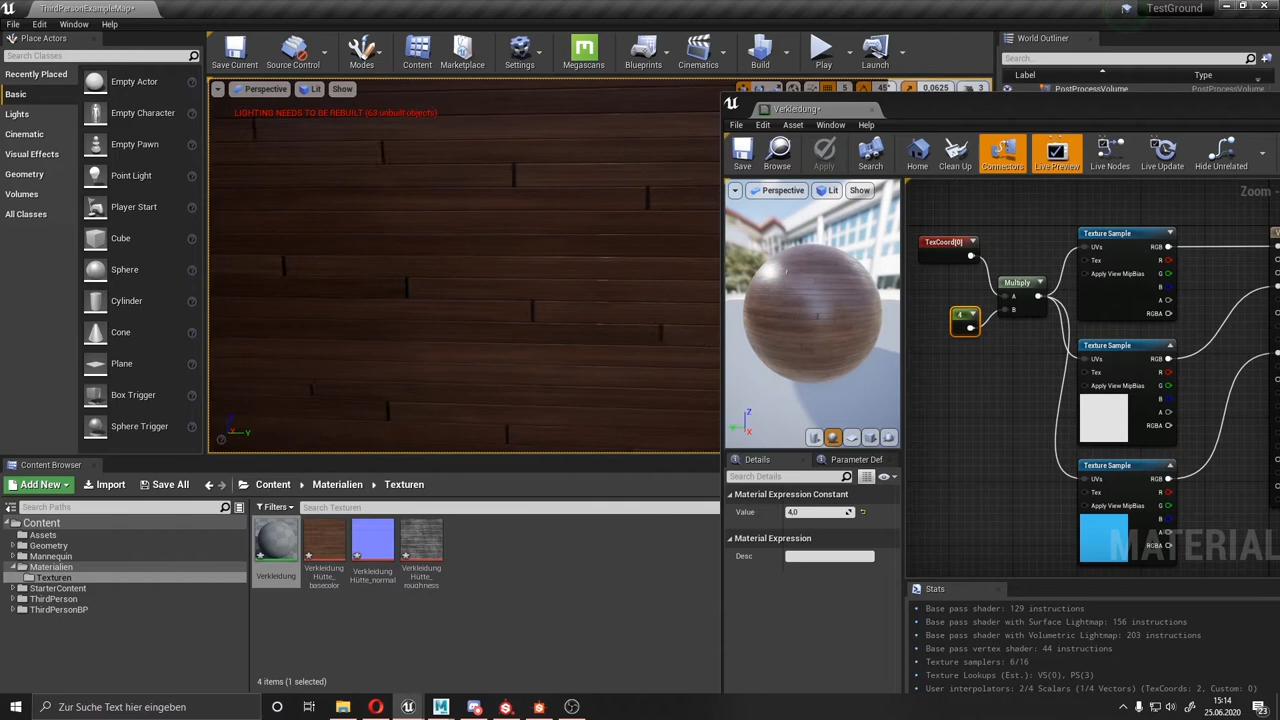 ThirdPersonExampleMap*
TestGround
File Edit Window Help
Place Actors
Search Classes
Recently Placed
Basic
Lights
Cinematic
Visual Effects
Geometry
Volumes
All Classes
Empty Actor
Empty Character
Empty Pawn
Point Light
Player Start
Cube
Sphere
Cylinder
Cone
Plane
Box Trigger
Sphere Trigger
Save Current
Source Control
Modes
Content
Marketplace
Settings
Megascans
Blueprints
Cinematics
Build
Play
Launch
Perspective Lit Show
5 45° 0,0625 3
LIGHTING NEEDS TO BE REBUILT (63 unbuilt objects)
World Outliner
Search...
Label Type
PostProcessVolume PostProcessVolume
Verkleidung*
File Edit Asset Window Help
Save
Browse
Apply
Search
Home
Clean Up
Connectors
Live Preview
Live Nodes
Live Update
Hide Unrelated
Perspective Lit Show
Zoom
TexCoord[0]
4
Multiply
A
B
Texture Sample
UVs RGB
Tex R
Apply View MipBias G
B
A
RGBA
Texture Sample
UVs RGB
Tex R
Apply View MipBias G
B
A
RGBA
Texture Sample
UVs RGB
Tex R
Apply View MipBias G
B
A
RGBA
MATERIA
Details
Parameter Def
Search Details
Material Expression Constant
Value 4,0
Material Expression
Desc
Stats
Base pass shader: 129 instructions
Base pass shader with Surface Lightmap: 156 instructions
Base pass shader with Volumetric Lightmap: 203 instructions
Base pass vertex shader: 44 instructions
Texture samplers: 6/16
Texture Lookups (Est.): VS(0), PS(3)
User interpolators: 2/4 Scalars (1/4 Vectors) (TexCoords: 2, Custom: 0)
Content Browser
Add New Import Save All Content Materialien Texturen
Search Paths
Filters Search Texturen
Content
Assets
Geometry
Mannequin
Materialien
Texturen
StarterContent
ThirdPerson
ThirdPersonBP
Verkleidung
Verkleidung
Hütte_
basecolor
Verkleidung
Hütte_normal
Verkleidung
Hütte_
roughness
4 items (1 selected)
Zur Suche Text hier eingeben
15:14
25.06.2020
23